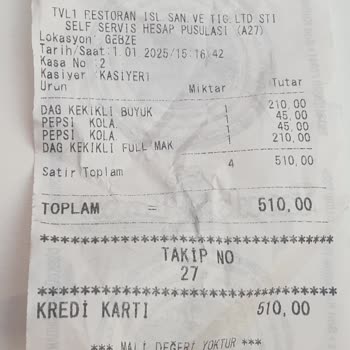 TVL1 RESTORAN ISL.SAN.VE TIG.LTD STI
SELF SERVIS HESAP PUSULASI (A27)
Lokasyon: GEBZE
Tarih/Saat:1.01 2025/15:16:42
Kasa No :2
Kasiyer :KASIYER1
Urun Miktar Tutar
DAG KEKIKLI BUYUK 1 210,00
PEPSI KOLA. 1 45,00
PEPSI KOLA. 1 45,00
DAG KEKIKLI FULL MAK 1 210,00
Satir Toplam 4 510,00
TOPLAM = 510,00
********************************
TAKIP NO
27
********************************
KREDİ KARTI 510,00
*** MALİ DEĞERİ YOKTUR ***